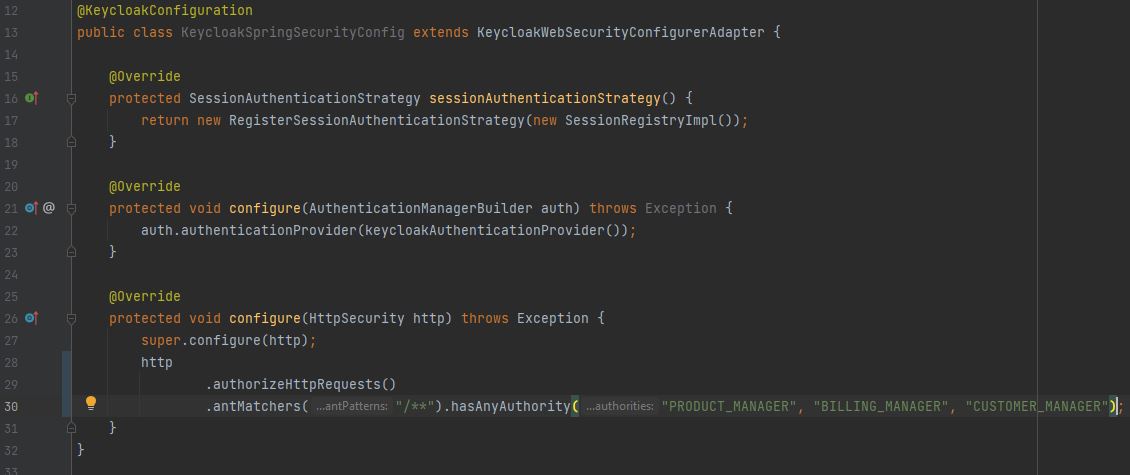 12 @KeycloakConfiguration
13 public class KeycloakSpringSecurityConfig extends KeycloakWebSecurityConfigurerAdapter {
14
15 @Override
16 protected SessionAuthenticationStrategy sessionAuthenticationStrategy() {
17 return new RegisterSessionAuthenticationStrategy(new SessionRegistryImpl());
18 }
19
20 @Override
21 @ protected void configure(AuthenticationManagerBuilder auth) throws Exception {
22 auth.authenticationProvider(keycloakAuthenticationProvider());
23 }
24
25 @Override
26 protected void configure(HttpSecurity http) throws Exception {
27 super.configure(http);
28 http
29 .authorizeHttpRequests()
30 .antMatchers( ...antPatterns: "/**").hasAnyAuthority( ...authorities: "PRODUCT_MANAGER", "BILLING_MANAGER", "CUSTOMER_MANAGER");
31 }
32 }
33